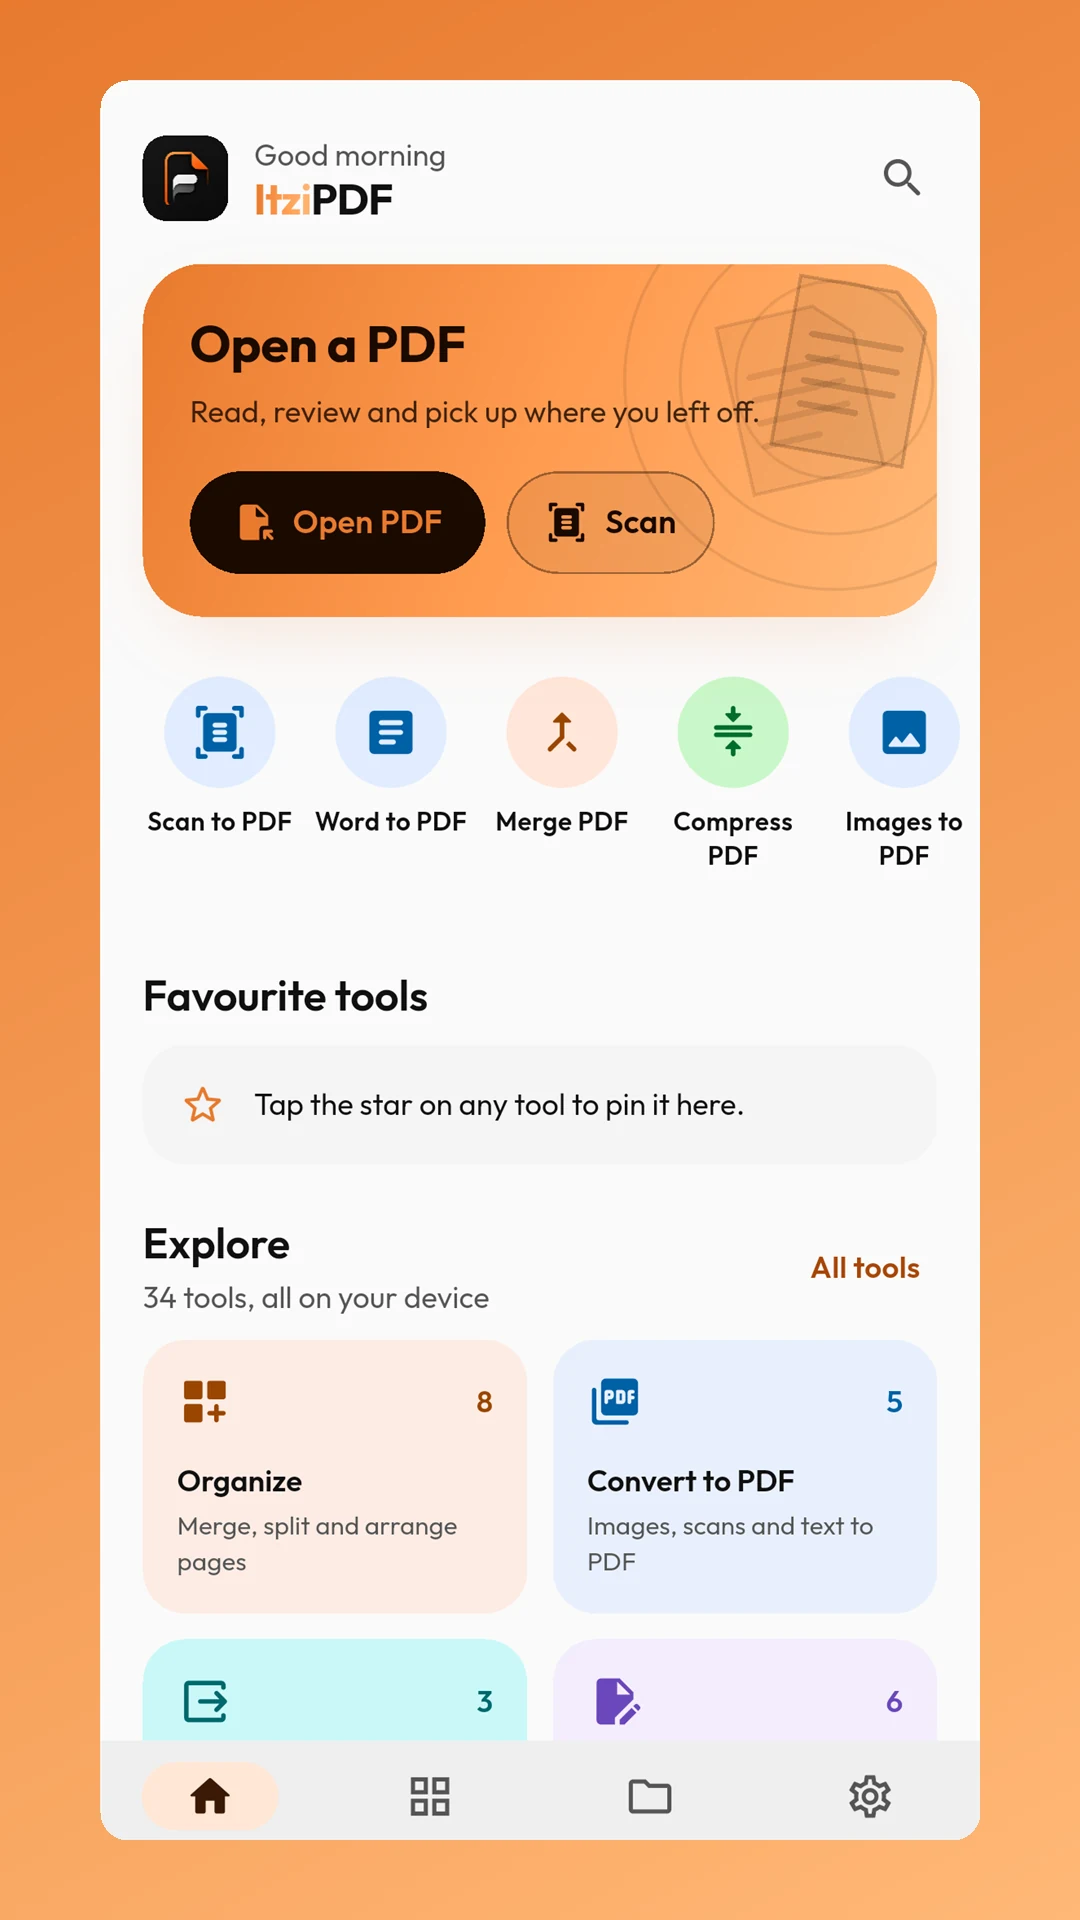 Good morning
ItziPDF
Open a PDF
Read, review and pick up where you left off.
Open PDF
Scan
Scan to PDF
Word to PDF
Merge PDF
Compress
PDF
Images to
PDF
Favourite tools
Tap the star on any tool to pin it here.
Explore
34 tools, all on your device
All tools
8
Organize
Merge, split and arrange
pages
PDF
5
Convert to PDF
Images, scans and text to
PDF
3
6